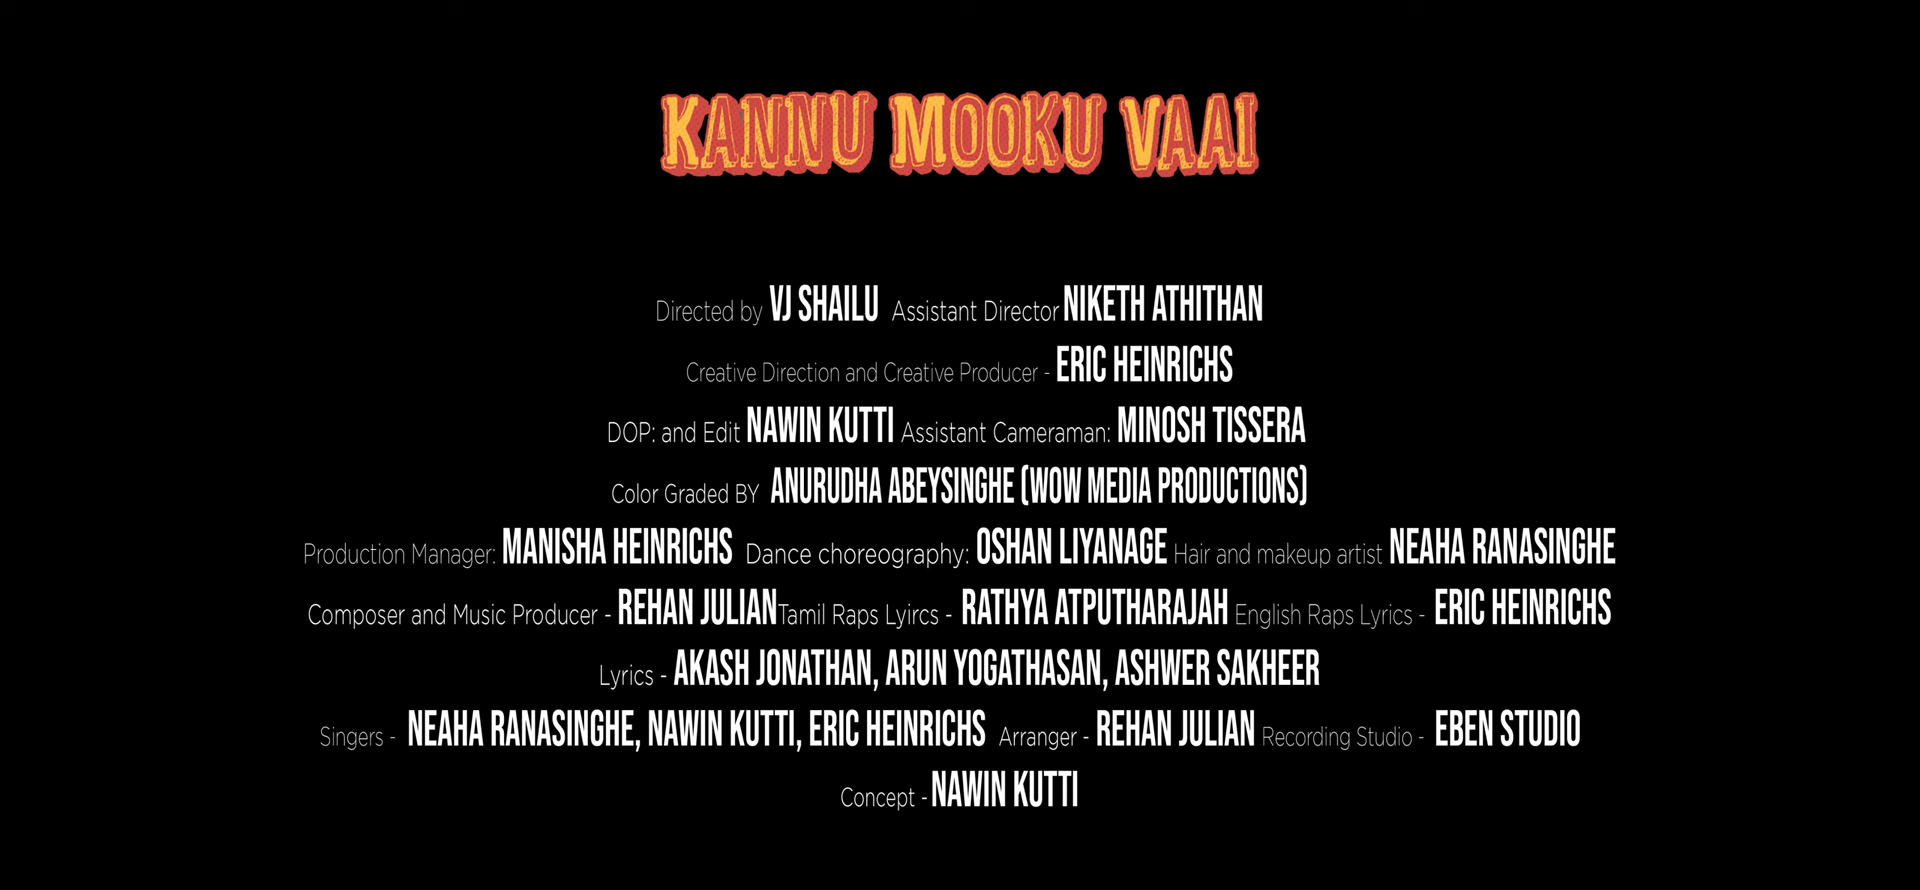 KANNU MOOKU VAAI
Directed by VJ SHAILU Assistant Director NIKETH ATHITHAN
Creative Direction and Creative Producer - ERIC HEINRICHS
DOP: and Edit NAWIN KUTTI Assistant Cameraman: MINOSH TISSERA
Color Graded BY ANURUDHA ABEYSINGHE (WOW MEDIA PRODUCTIONS)
Production Manager: MANISHA HEINRICHS Dance choreography: OSHAN LIYANAGE Hair and makeup artist NEAHA RANASINGHE
Composer and Music Producer - REHAN JULIAN Tamil Raps Lyircs - RATHYA ATPUTHARAJAH English Raps Lyrics - ERIC HEINRICHS
Lyrics - AKASH JONATHAN, ARUN YOGATHASAN, ASHWER SAKHEER
Singers - NEAHA RANASINGHE, NAWIN KUTTI, ERIC HEINRICHS Arranger - REHAN JULIAN Recording Studio - EBEN STUDIO
Concept - NAWIN KUTTI